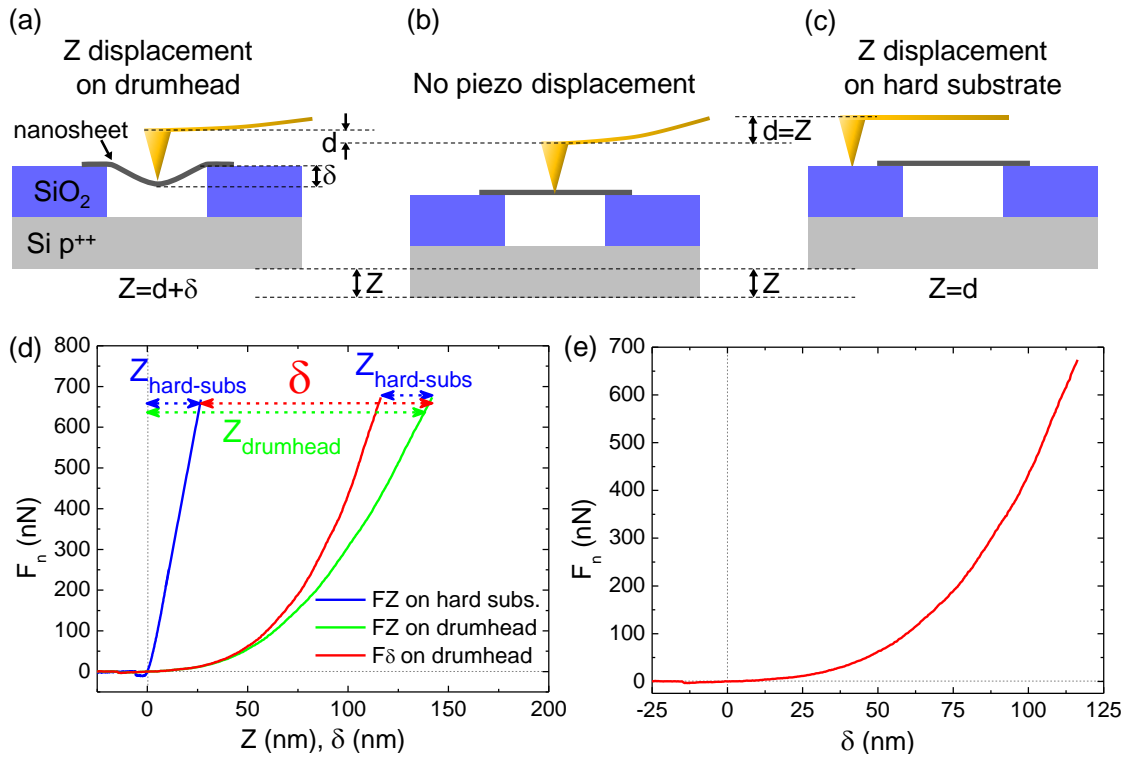 (a)
Z displacement
on drumhead
nanosheet
d
δ
SiO₂
Si p⁺⁺
Z=d+δ
Z
(b)
No piezo displacement
(c)
Z displacement
on hard substrate
d=Z
Z
Z=d
(d)
800
700
600
500
400
300
200
100
0
Fₙ (nN)
Z_hard-subs
δ
Z_hard-subs
Z_drumhead
FZ on hard subs.
FZ on drumhead
Fδ on drumhead
0 50 100 150 200
Z (nm), δ (nm)
(e)
700
600
500
400
300
200
100
0
Fₙ (nN)
-25 0 25 50 75 100 125
δ (nm)